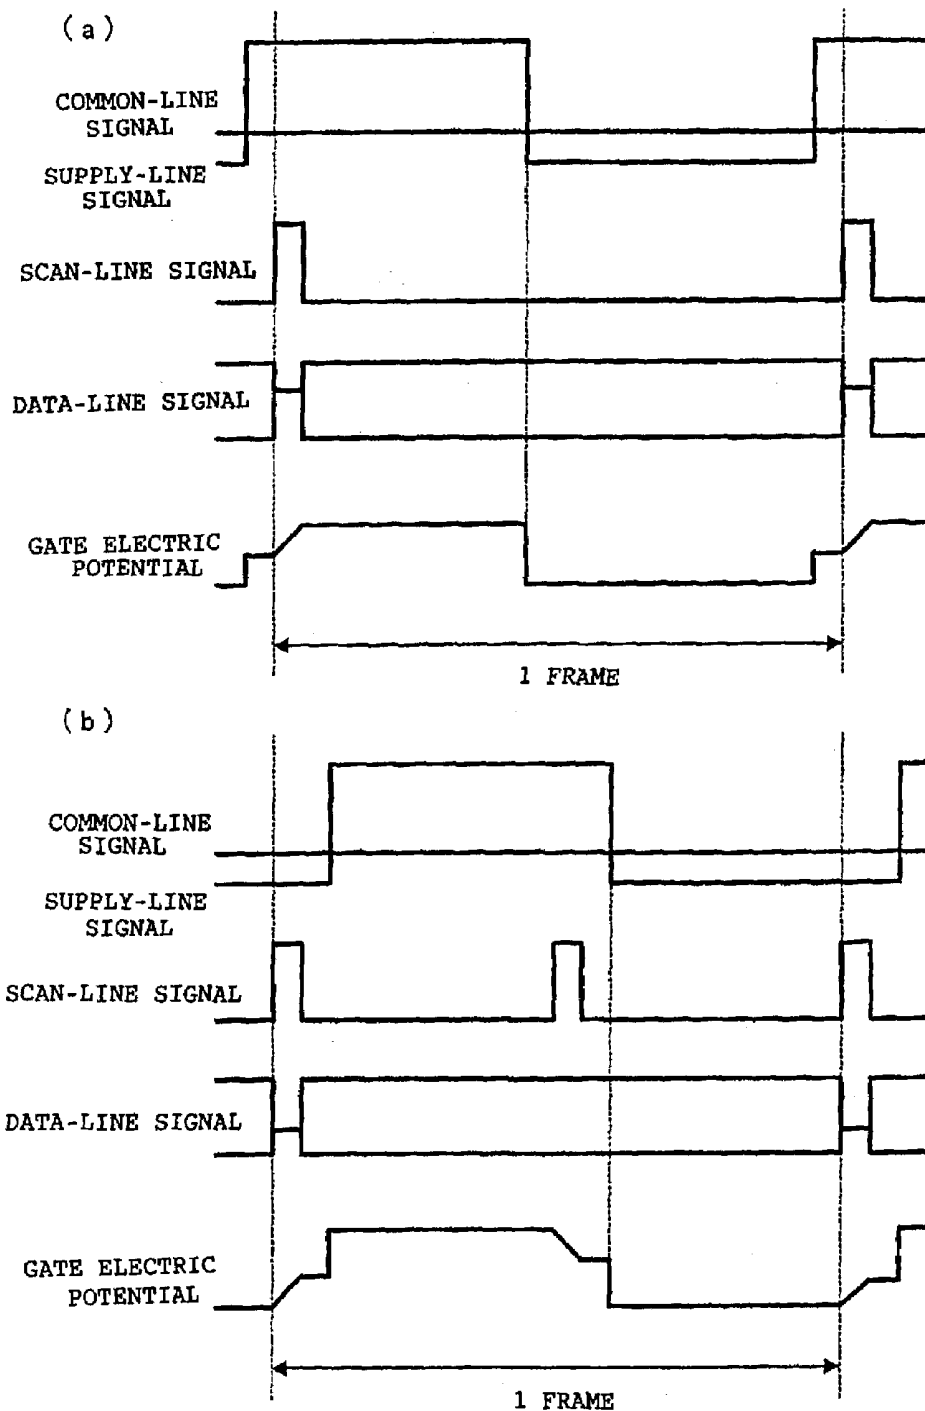 (a)
COMMON-LINE
SIGNAL
SUPPLY-LINE
SIGNAL
SCAN-LINE SIGNAL
DATA-LINE SIGNAL
GATE ELECTRIC
POTENTIAL
1 FRAME
(b)
COMMON-LINE
SIGNAL
SUPPLY-LINE
SIGNAL
SCAN-LINE SIGNAL
DATA-LINE SIGNAL
GATE ELECTRIC
POTENTIAL
1 FRAME